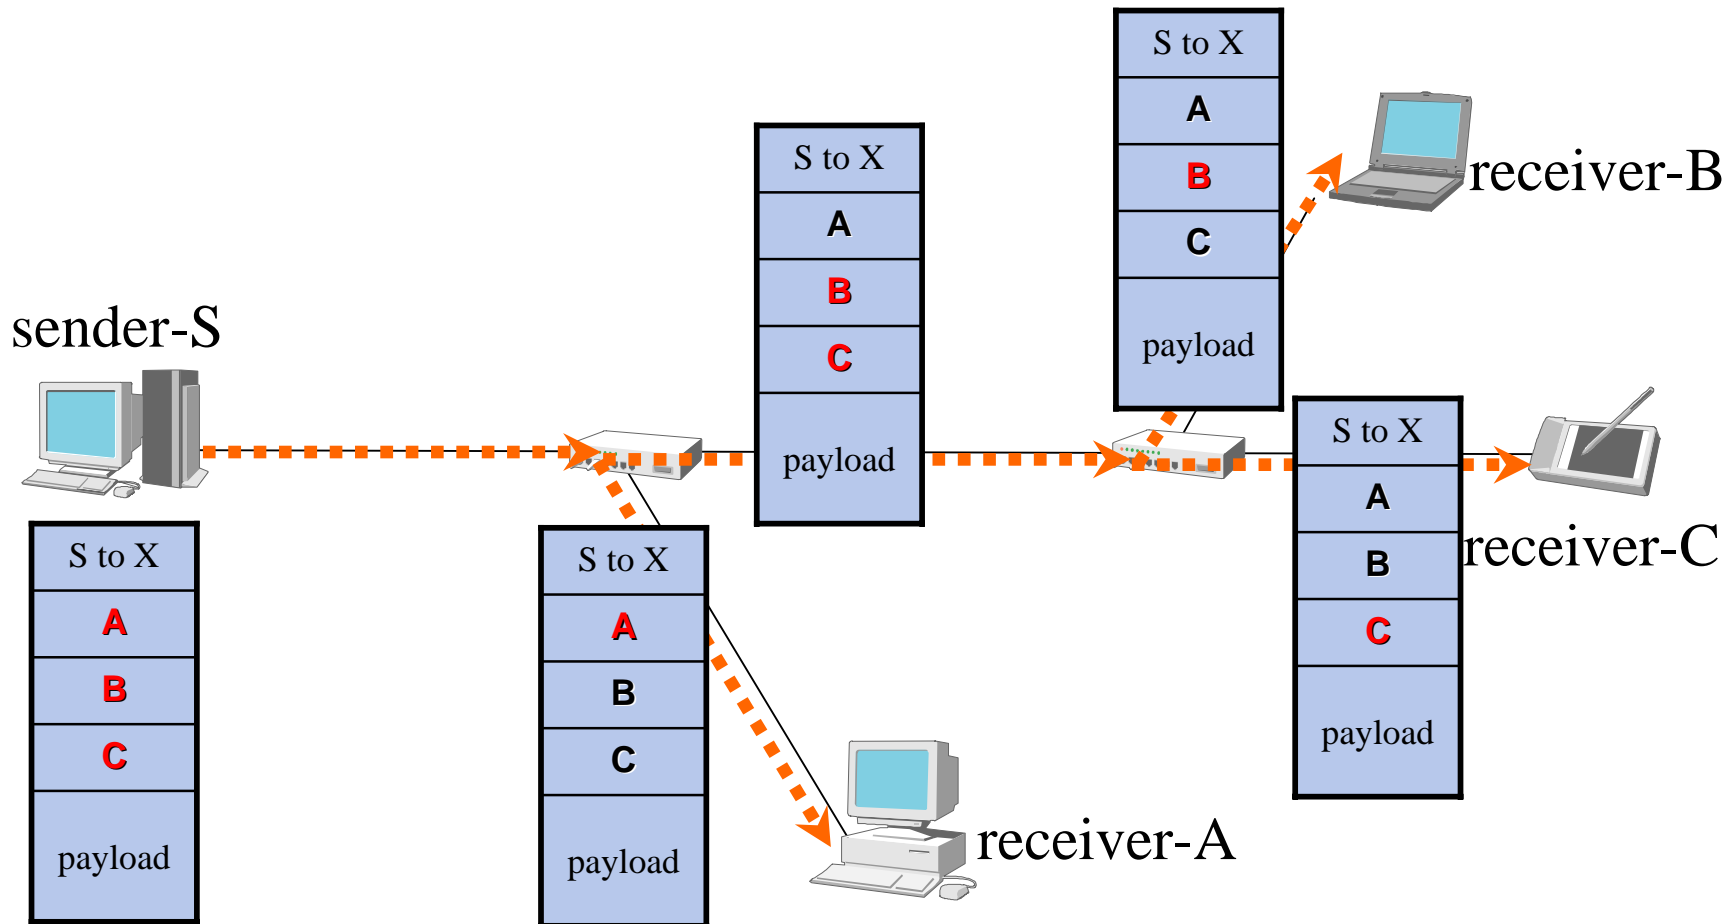 sender-S
S to X
A
B
C
payload
S to X
A
B
C
payload
receiver-A
S to X
A
B
C
payload
S to X
A
B
C
payload
receiver-B
S to X
A
B
C
payload
receiver-C